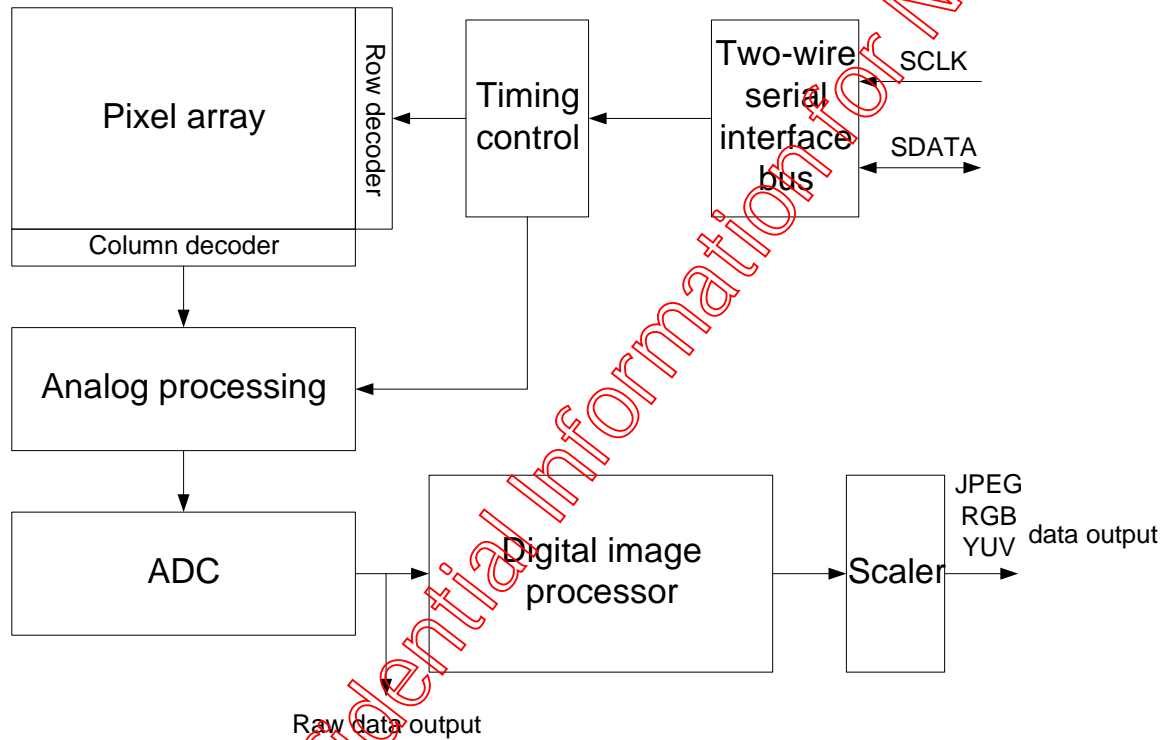 Pixel array
Row decoder
Column decoder
Timing
control
Two-wire
serial
interface
bus
SCLK
SDATA
Analog processing
ADC
Digital image
processor
Scaler
JPEG
RGB
YUV
data output
Raw data output
Information for